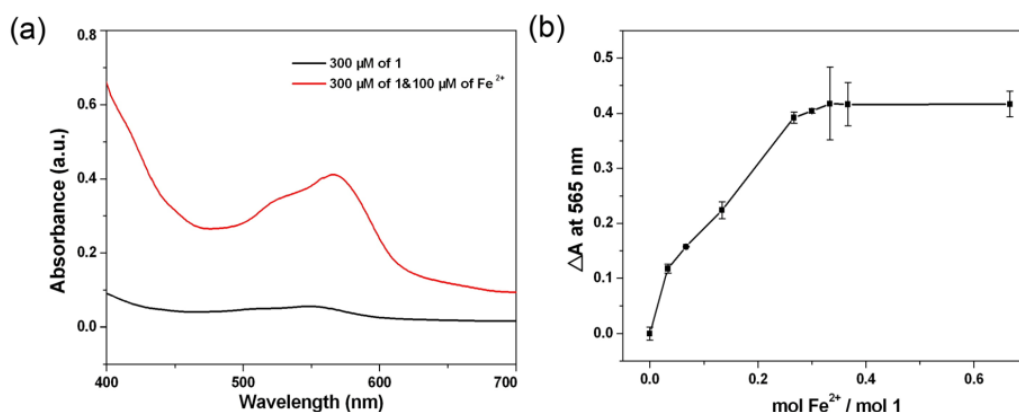 (a)
0.8
0.6
0.4
0.2
0.0
Absorbance (a.u.)
300 µM of 1
300 µM of 1&100 µM of Fe²⁺
400
500
600
700
Wavelength (nm)
(b)
0.5
0.4
0.3
0.2
0.1
0.0
△A at 565 nm
0.0
0.2
0.4
0.6
mol Fe²⁺ / mol 1